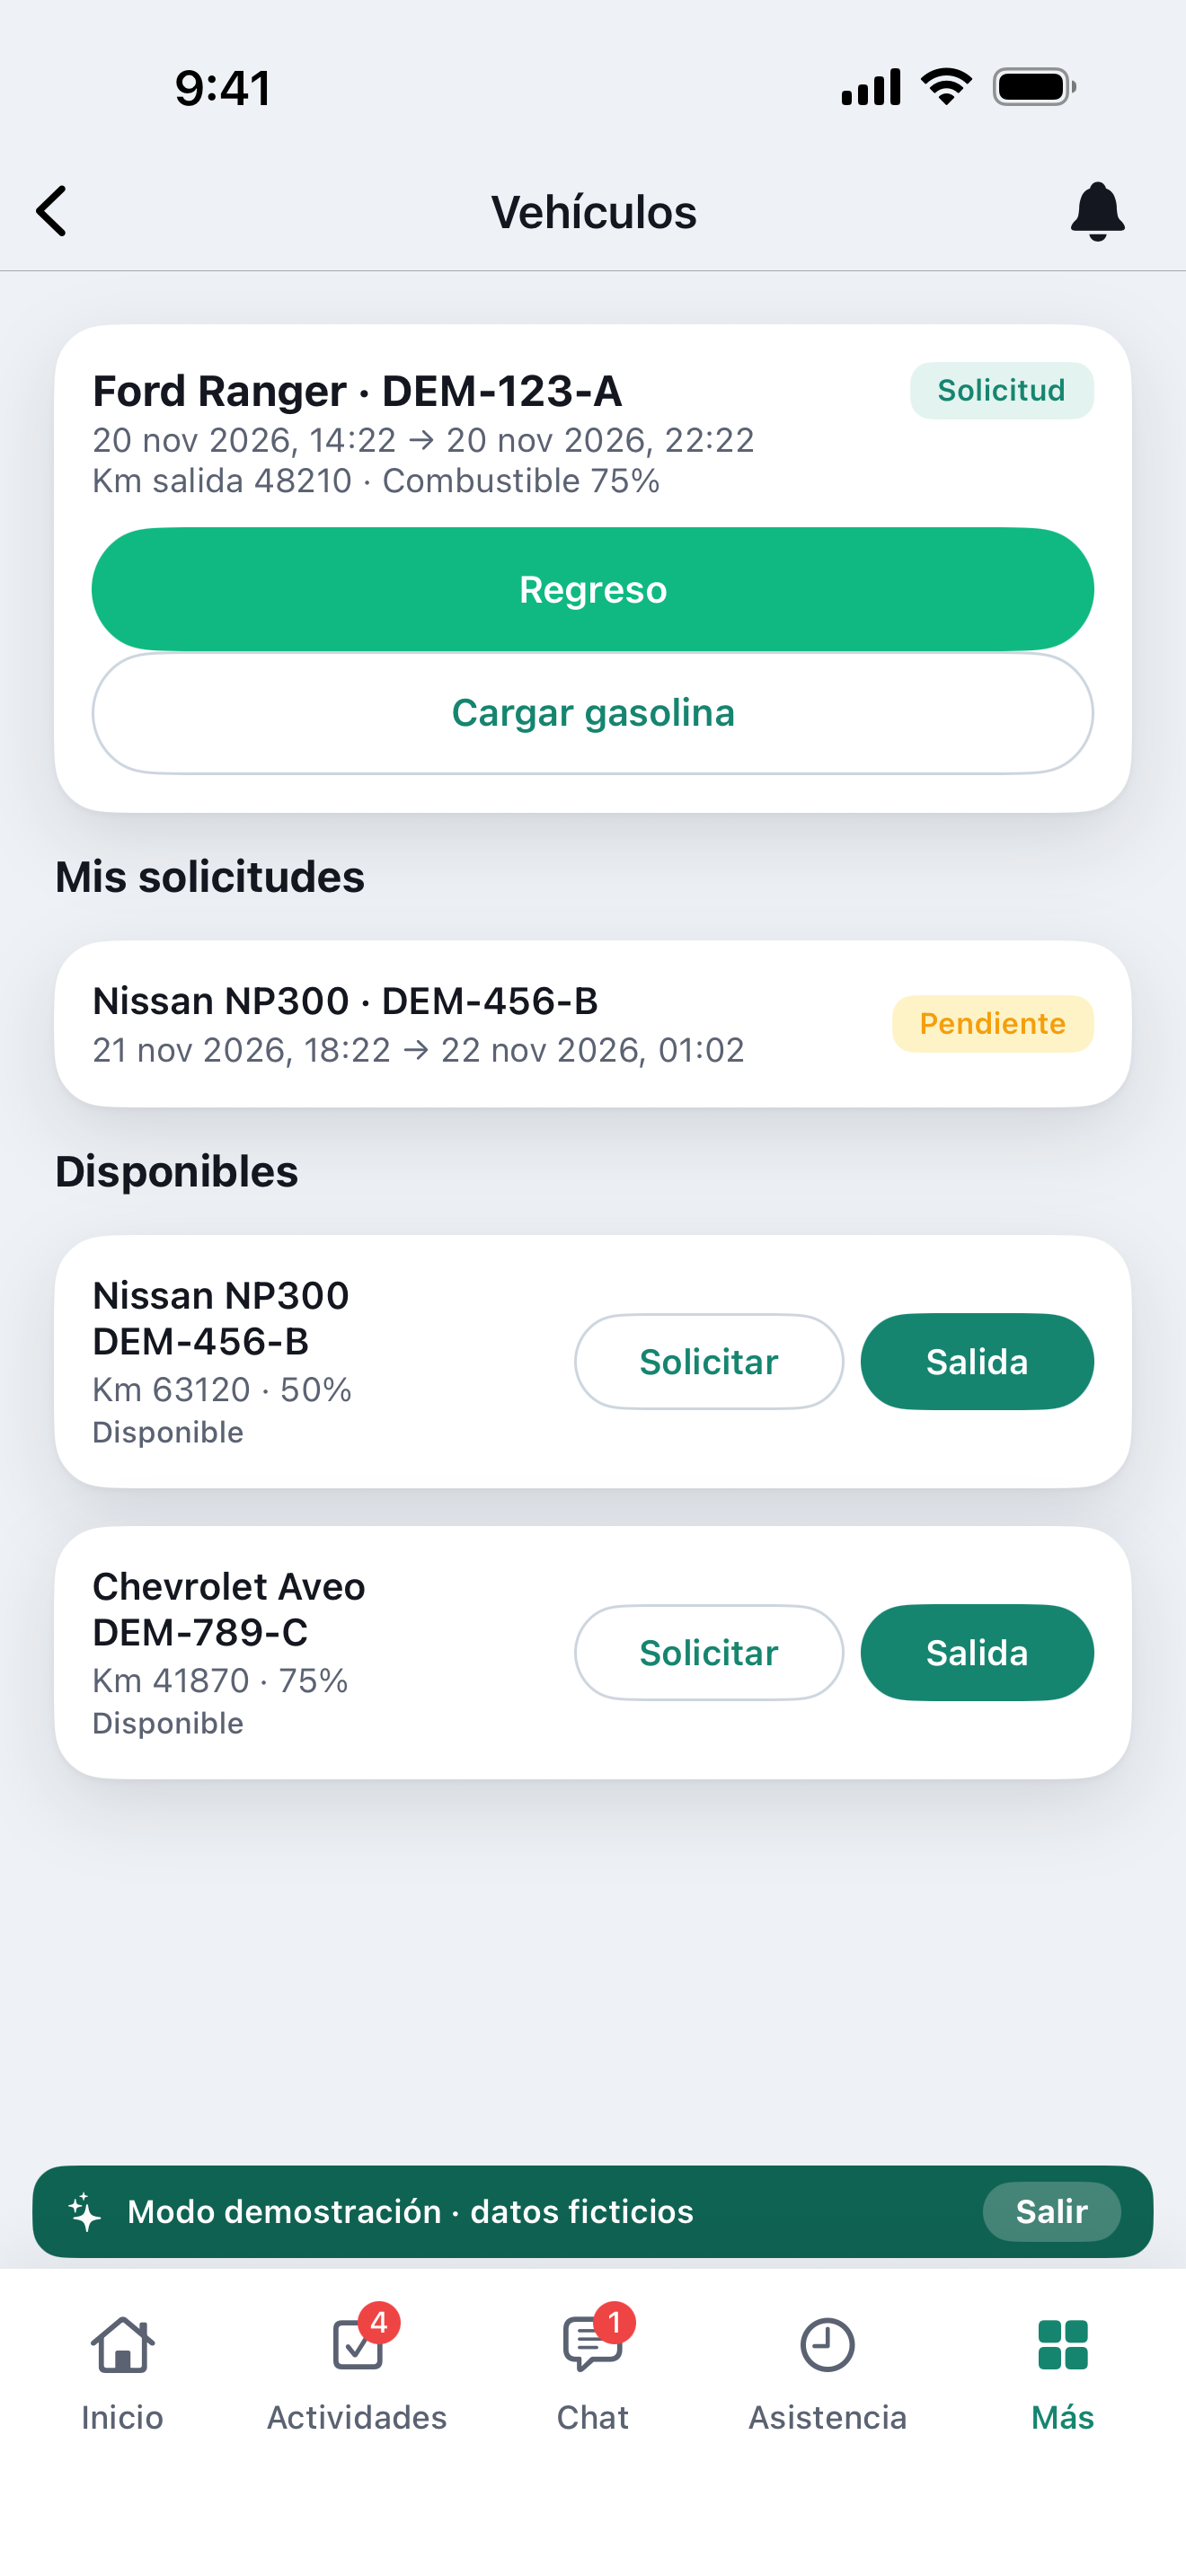 9:41
Vehículos
Ford Ranger · DEM-123-A
Solicitud
20 nov 2026, 14:22 → 20 nov 2026, 22:22
Km salida 48210 · Combustible 75%
Regreso
Cargar gasolina
Mis solicitudes
Nissan NP300 · DEM-456-B
21 nov 2026, 18:22 → 22 nov 2026, 01:02
Pendiente
Disponibles
Nissan NP300
DEM-456-B
Km 63120 · 50%
Disponible
Solicitar
Salida
Chevrolet Aveo
DEM-789-C
Km 41870 · 75%
Disponible
Solicitar
Salida
Modo demostración · datos ficticios
Salir
4
1
Inicio
Actividades
Chat
Asistencia
Más